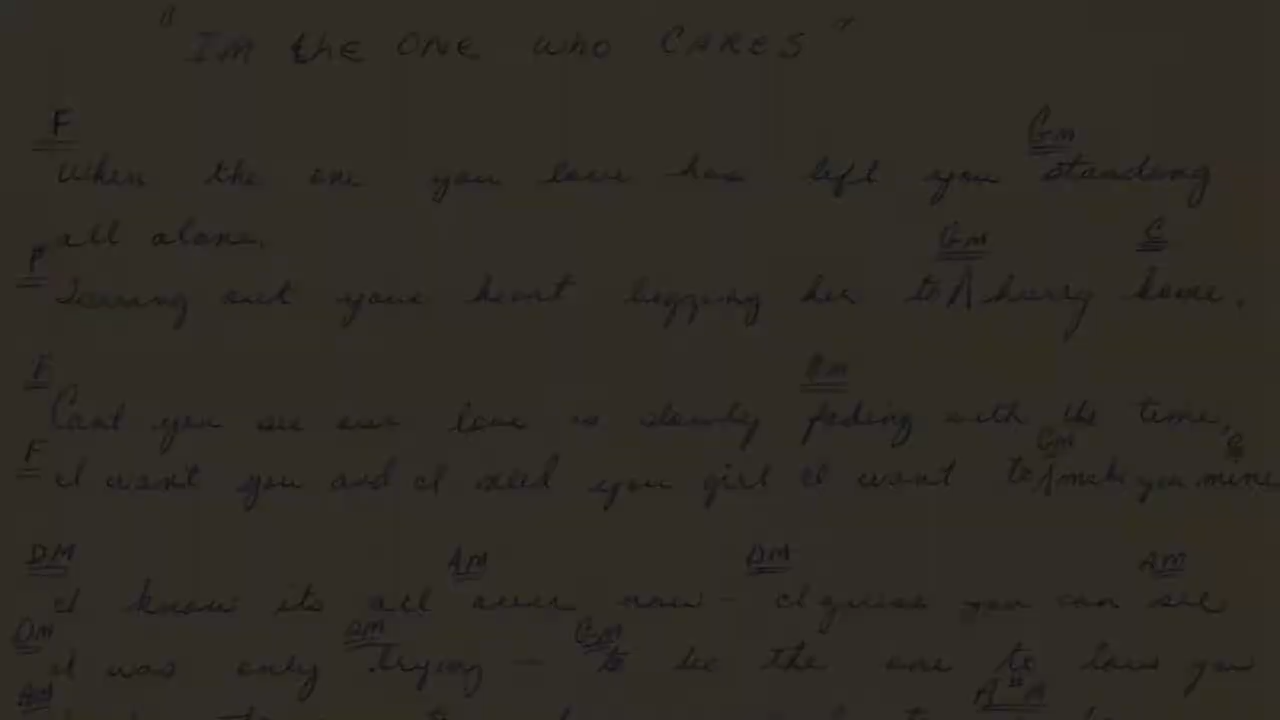 "IM thE ONE who CARES"
F Gm
When the one you love has left you standing
all alone.
F Gm C
out your heart begging her to hurry home.
F Gm
Cant you see our love is slowly fading with the time,
F Gm C
I want you and I need you girl I want to make you mine
DM AM DM AM
I know its all over now - I guess you can see
DM AM Gm
I was only trying - to be the one to love you
AM